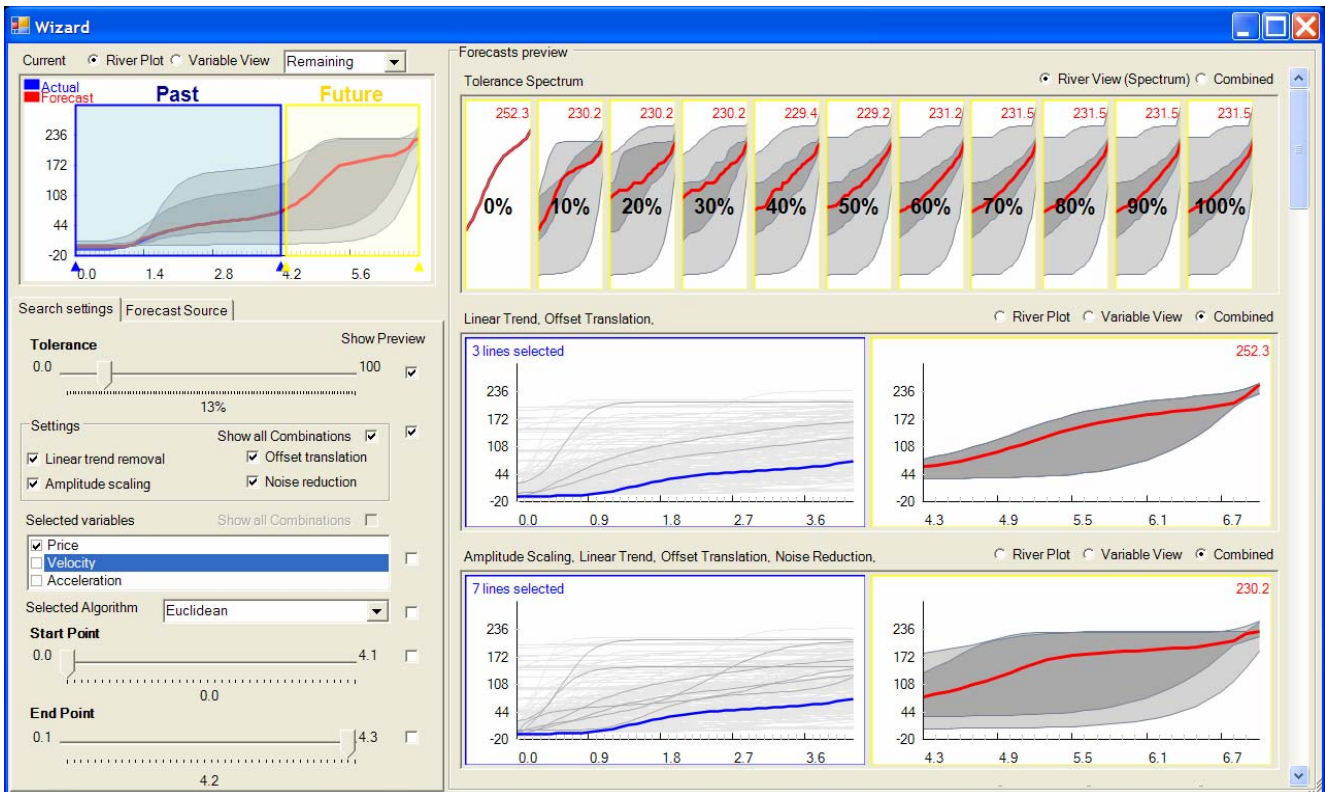 Wizard
Current River Plot Variable View Remaining
Actual
Forecast
Past Future
236
172
108
44
-20
0.0 1.4 2.8 4.2 5.6
Search settings Forecast Source
Tolerance Show Preview
0.0 100
13%
Settings
Show all Combinations
Linear trend removal Offset translation
Amplitude scaling Noise reduction
Selected variables Show all Combinations
Price
Velocity
Acceleration
Selected Algorithm Euclidean
Start Point
0.0 4.1
0.0
End Point
0.1 4.3
4.2
Forecasts preview
Tolerance Spectrum River View (Spectrum) Combined
252.3 230.2 230.2 230.2 229.4 229.2 231.2 231.5 231.5 231.5 231.5
0% 10% 20% 30% 40% 50% 60% 70% 80% 90% 100%
Linear Trend, Offset Translation, River Plot Variable View Combined
3 lines selected 252.3
236 236
172 172
108 108
44 44
-20 -20
0.0 0.9 1.8 2.7 3.6 4.3 4.9 5.5 6.1 6.7
Amplitude Scaling, Linear Trend, Offset Translation, Noise Reduction, River Plot Variable View Combined
7 lines selected 230.2
236 236
172 172
108 108
44 44
-20 -20
0.0 0.9 1.8 2.7 3.6 4.3 4.9 5.5 6.1 6.7